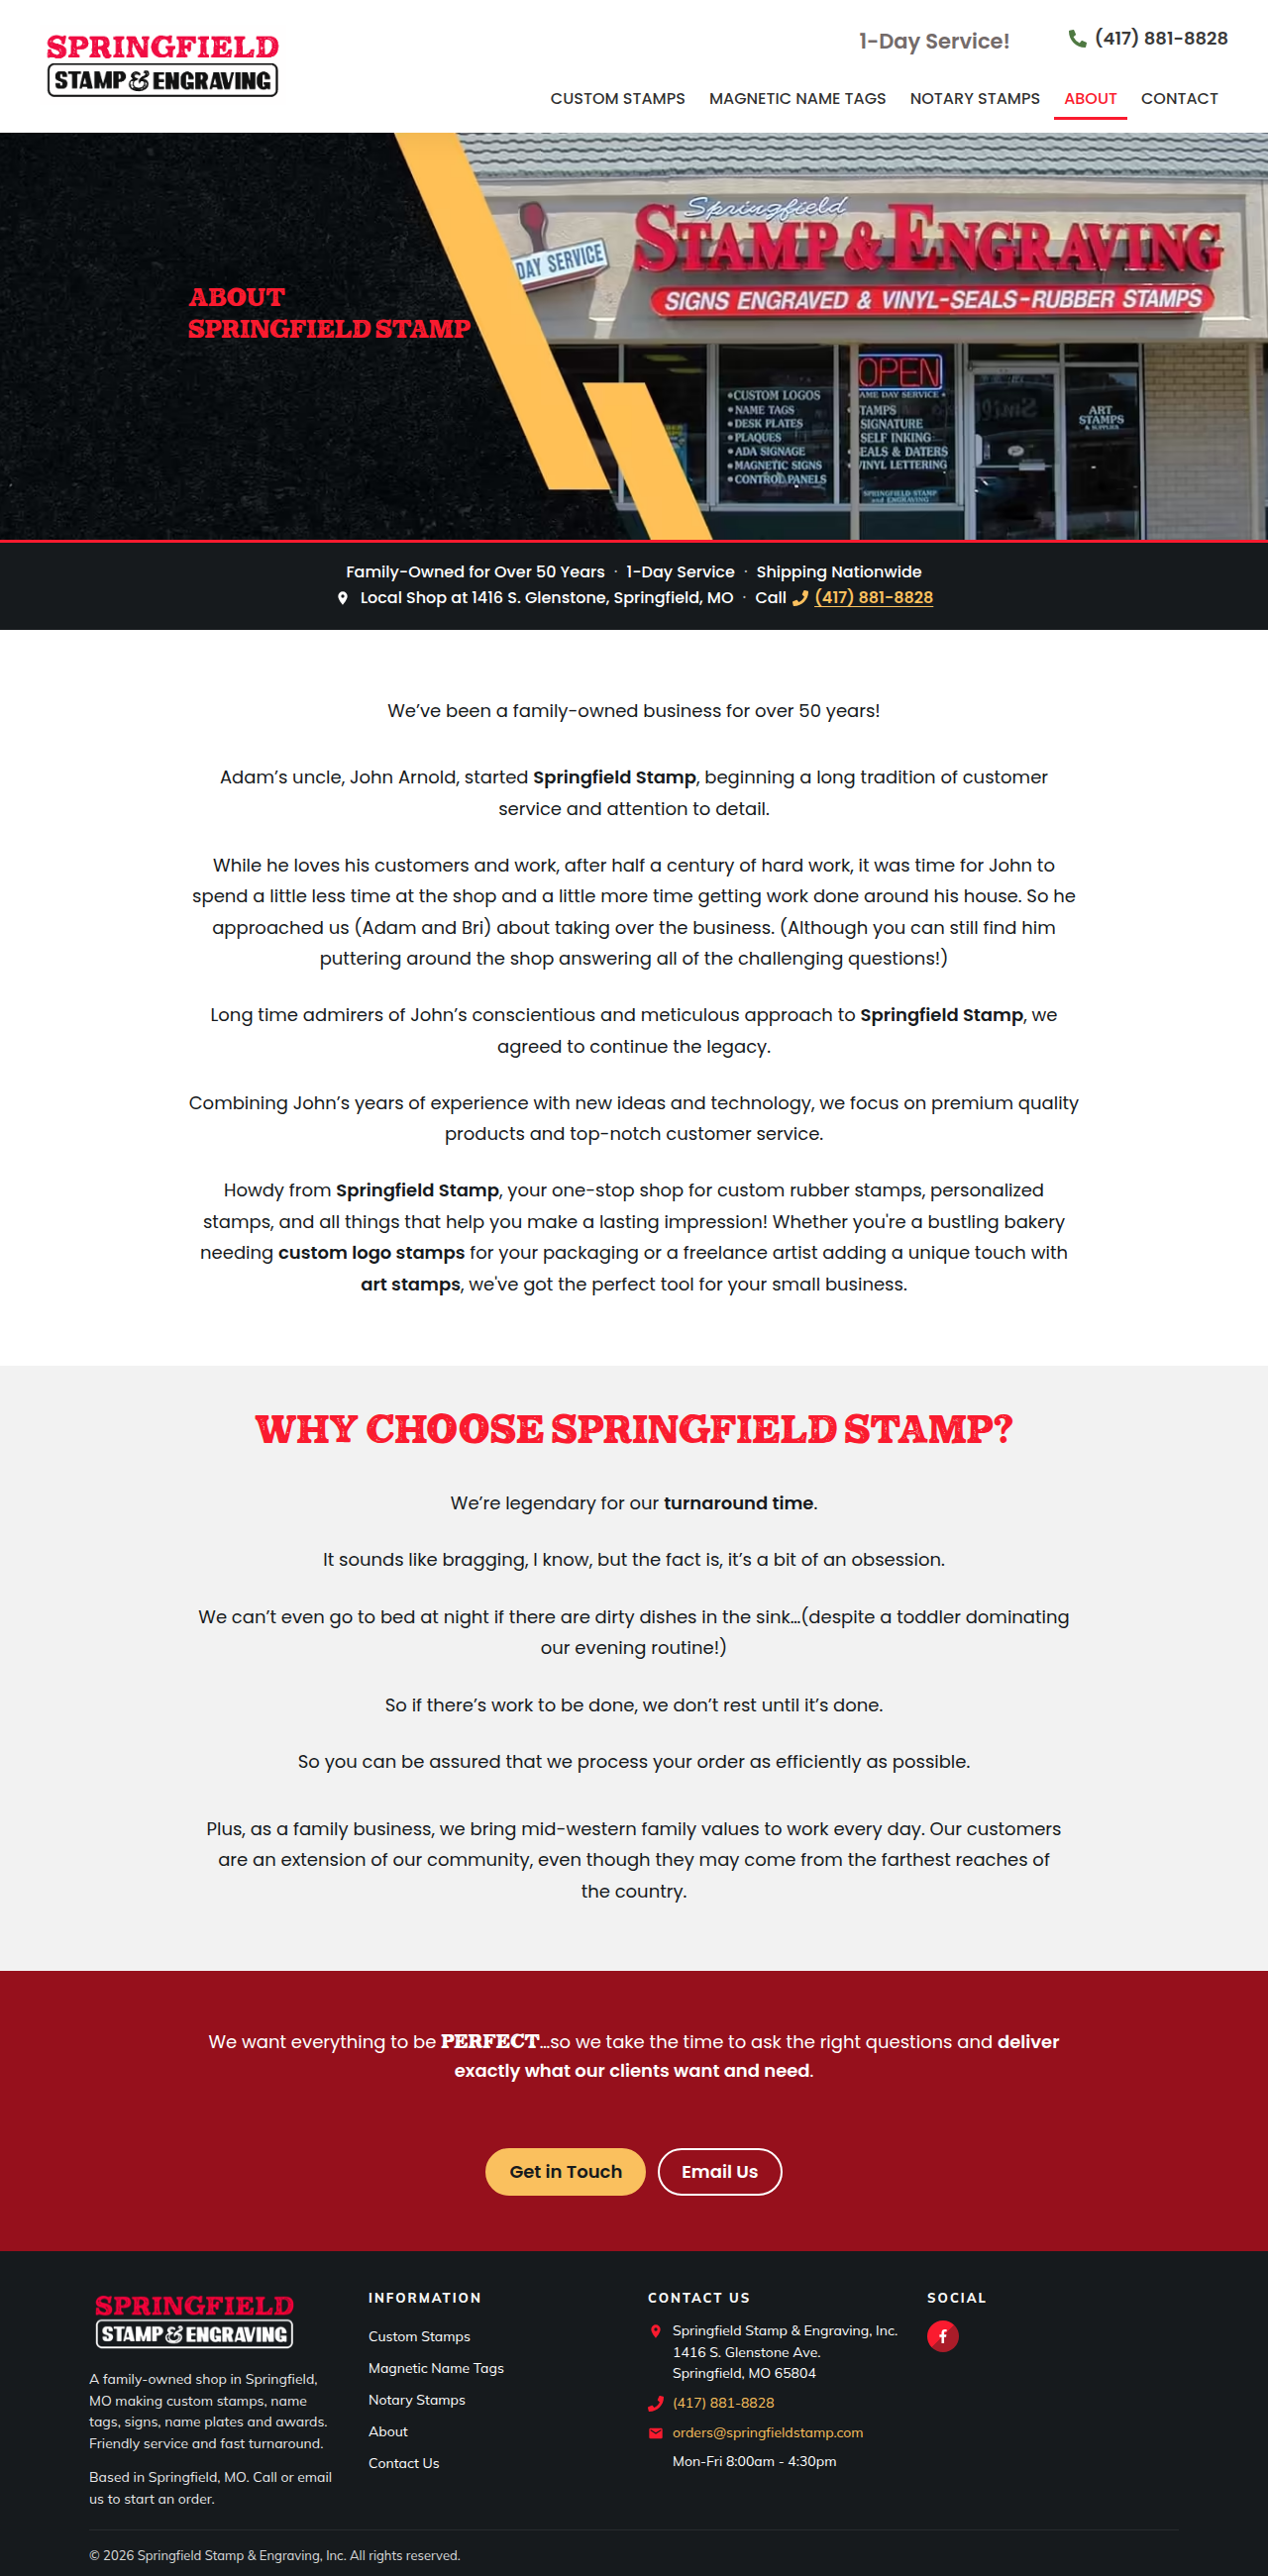 SPRINGFIELD
STAMP & ENGRAVING
1-Day Service!
(417) 881-8828
CUSTOM STAMPS MAGNETIC NAME TAGS NOTARY STAMPS ABOUT CONTACT
ABOUT
SPRINGFIELD STAMP
DAY SERVICE
Springfield
STAMP & ENGRAVING
SIGNS ENGRAVED & VINYL-SEALS-RUBBER STAMPS
OPEN
•CUSTOM LOGOS
•NAME TAGS
•DESK PLATES
•PLAQUES
•ADA SIGNAGE
•MAGNETIC SIGNS
•CONTROL PANELS
AME DAY SERVICE •
STAMPS
SIGNATURE
SELF INKING
EALS & DATERS
VINYL LETTERING
SPRINGFIELD STAMP
and ENGRAVING
ART
STAMPS
& SUPPLIES
Family-Owned for Over 50 Years · 1-Day Service · Shipping Nationwide
Local Shop at 1416 S. Glenstone, Springfield, MO · Call (417) 881-8828
We’ve been a family-owned business for over 50 years!
Adam’s uncle, John Arnold, started Springfield Stamp, beginning a long tradition of customer
service and attention to detail.
While he loves his customers and work, after half a century of hard work, it was time for John to
spend a little less time at the shop and a little more time getting work done around his house. So he
approached us (Adam and Bri) about taking over the business. (Although you can still find him
puttering around the shop answering all of the challenging questions!)
Long time admirers of John’s conscientious and meticulous approach to Springfield Stamp, we
agreed to continue the legacy.
Combining John’s years of experience with new ideas and technology, we focus on premium quality
products and top-notch customer service.
Howdy from Springfield Stamp, your one-stop shop for custom rubber stamps, personalized
stamps, and all things that help you make a lasting impression! Whether you're a bustling bakery
needing custom logo stamps for your packaging or a freelance artist adding a unique touch with
art stamps, we've got the perfect tool for your small business.
WHY CHOOSE SPRINGFIELD STAMP?
We’re legendary for our turnaround time.
It sounds like bragging, I know, but the fact is, it’s a bit of an obsession.
We can’t even go to bed at night if there are dirty dishes in the sink…(despite a toddler dominating
our evening routine!)
So if there’s work to be done, we don’t rest until it’s done.
So you can be assured that we process your order as efficiently as possible.
Plus, as a family business, we bring mid-western family values to work every day. Our customers
are an extension of our community, even though they may come from the farthest reaches of
the country.
We want everything to be PERFECT…so we take the time to ask the right questions and deliver
exactly what our clients want and need.
Get in Touch Email Us
SPRINGFIELD
STAMP & ENGRAVING
A family-owned shop in Springfield,
MO making custom stamps, name
tags, signs, name plates and awards.
Friendly service and fast turnaround.
Based in Springfield, MO. Call or email
us to start an order.
INFORMATION
Custom Stamps
Magnetic Name Tags
Notary Stamps
About
Contact Us
CONTACT US
Springfield Stamp & Engraving, Inc.
1416 S. Glenstone Ave.
Springfield, MO 65804
(417) 881-8828
orders@springfieldstamp.com
Mon-Fri 8:00am - 4:30pm
SOCIAL
© 2026 Springfield Stamp & Engraving, Inc. All rights reserved.